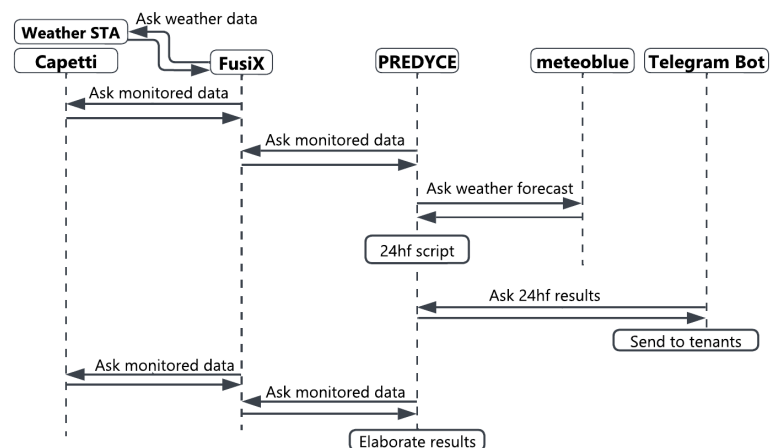 Ask weather data
Weather STA
Capetti
FusiX
PREDYCE
meteoblue
Telegram Bot
Ask monitored data
Ask monitored data
Ask weather forecast
24hf script
Ask 24hf results
Send to tenants
Ask monitored data
Ask monitored data
Elaborate results